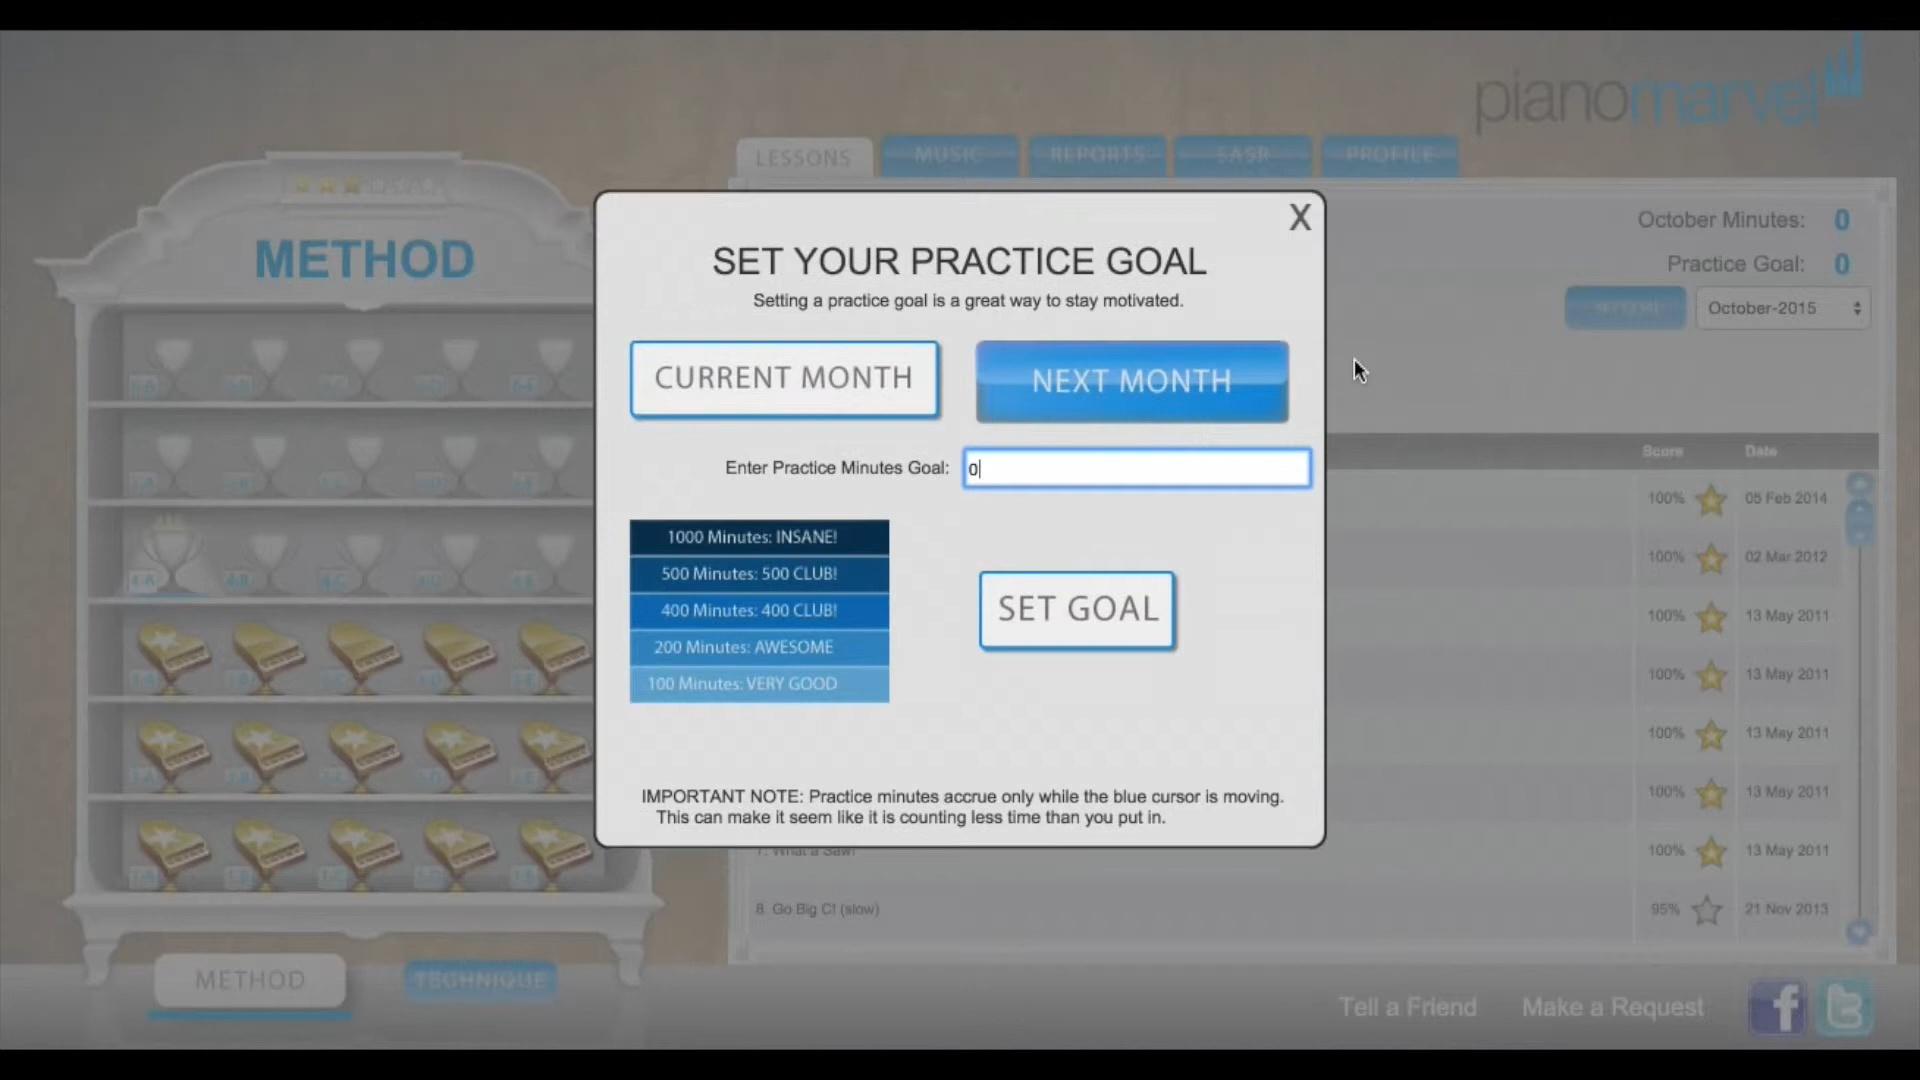 pianomarvel
LESSONS
MUSIC
REPORTS
SASR
PROFILE
METHOD
October Minutes: 0
Practice Goal: 0
October-2015
X
SET YOUR PRACTICE GOAL
Setting a practice goal is a great way to stay motivated.
CURRENT MONTH
NEXT MONTH
Enter Practice Minutes Goal: 0
1000 Minutes: INSANE!
500 Minutes: 500 CLUB!
400 Minutes: 400 CLUB!
200 Minutes: AWESOME
100 Minutes: VERY GOOD
SET GOAL
IMPORTANT NOTE: Practice minutes accrue only while the blue cursor is moving.
This can make it seem like it is counting less time than you put in.
Score Date
100% 05 Feb 2014
100% 02 Mar 2012
100% 13 May 2011
100% 13 May 2011
100% 13 May 2011
100% 13 May 2011
7. What a Saw! 100% 13 May 2011
8. Go Big C! (slow) 95% 21 Nov 2013
METHOD
TECHNIQUE
Tell a Friend
Make a Request